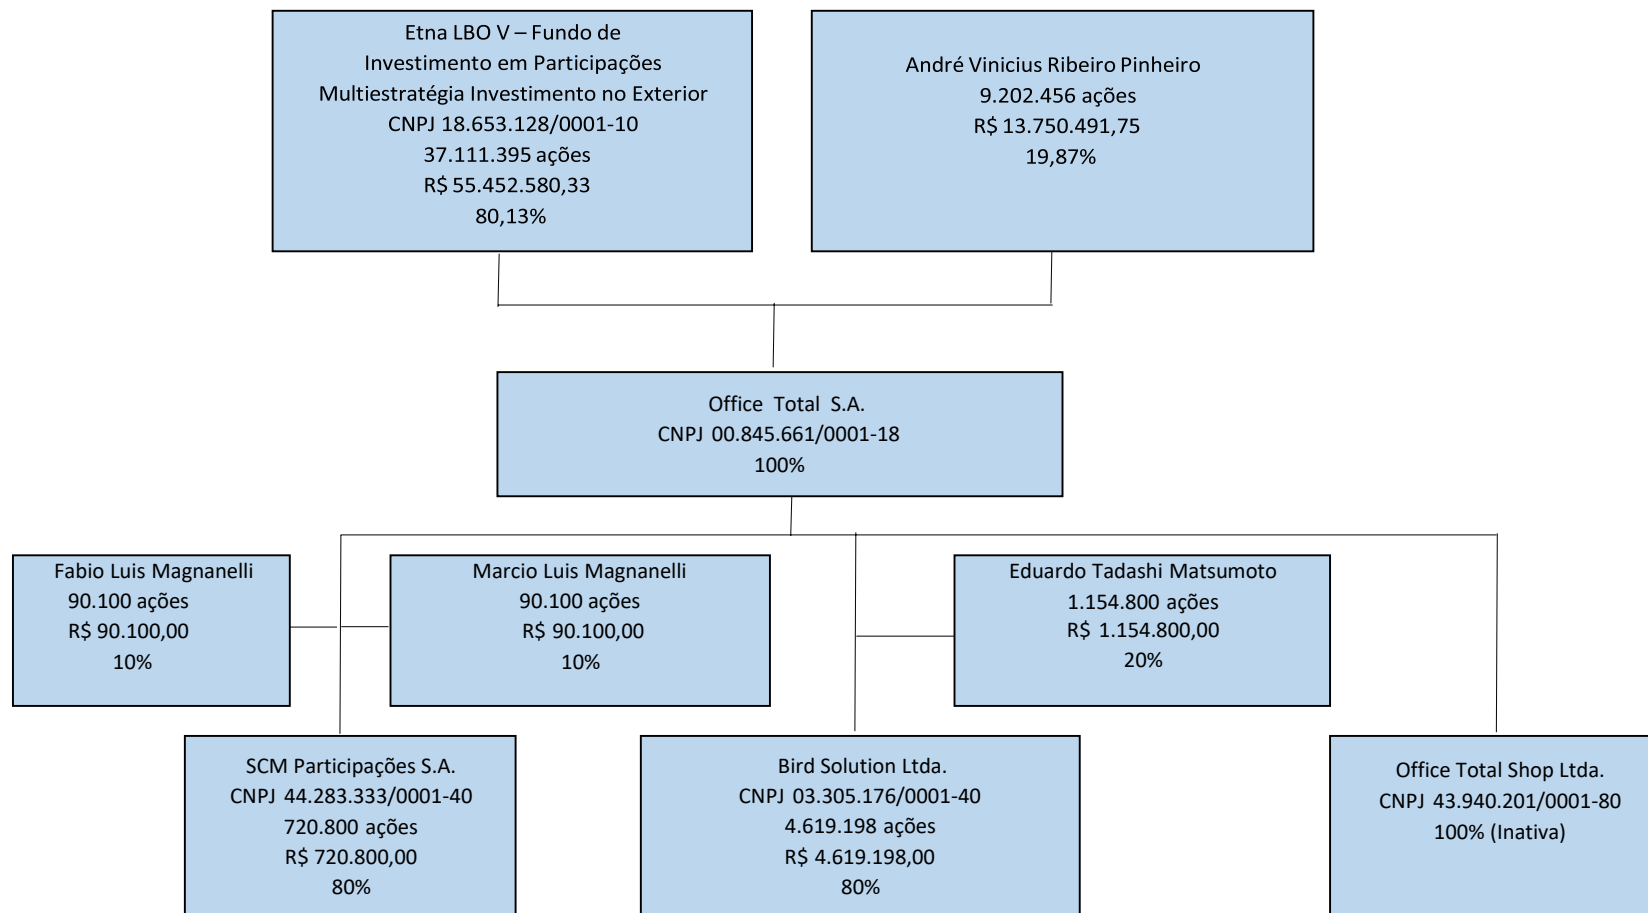 Etna LBO V – Fundo de
Investimento em Participações
Multiestratégia Investimento no Exterior
CNPJ 18.653.128/0001-10
37.111.395 ações
R$ 55.452.580,33
80,13%
André Vinicius Ribeiro Pinheiro
9.202.456 ações
R$ 13.750.491,75
19,87%
Office Total S.A.
CNPJ 00.845.661/0001-18
100%
Fabio Luis Magnanelli
90.100 ações
R$ 90.100,00
10%
Marcio Luis Magnanelli
90.100 ações
R$ 90.100,00
10%
Eduardo Tadashi Matsumoto
1.154.800 ações
R$ 1.154.800,00
20%
SCM Participações S.A.
CNPJ 44.283.333/0001-40
720.800 ações
R$ 720.800,00
80%
Bird Solution Ltda.
CNPJ 03.305.176/0001-40
4.619.198 ações
R$ 4.619.198,00
80%
Office Total Shop Ltda.
CNPJ 43.940.201/0001-80
100% (Inativa)